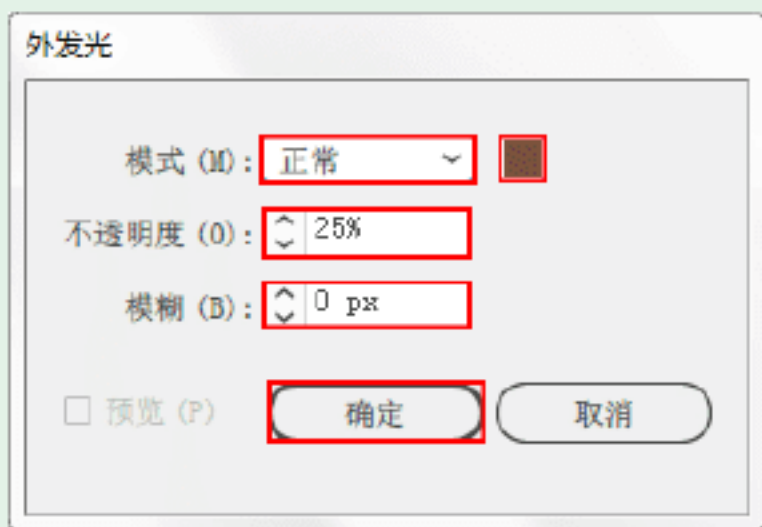 外发光
模式(M): 正常
不透明度(O): 25%
模糊(B): 0 px
预览(P) 确定 取消